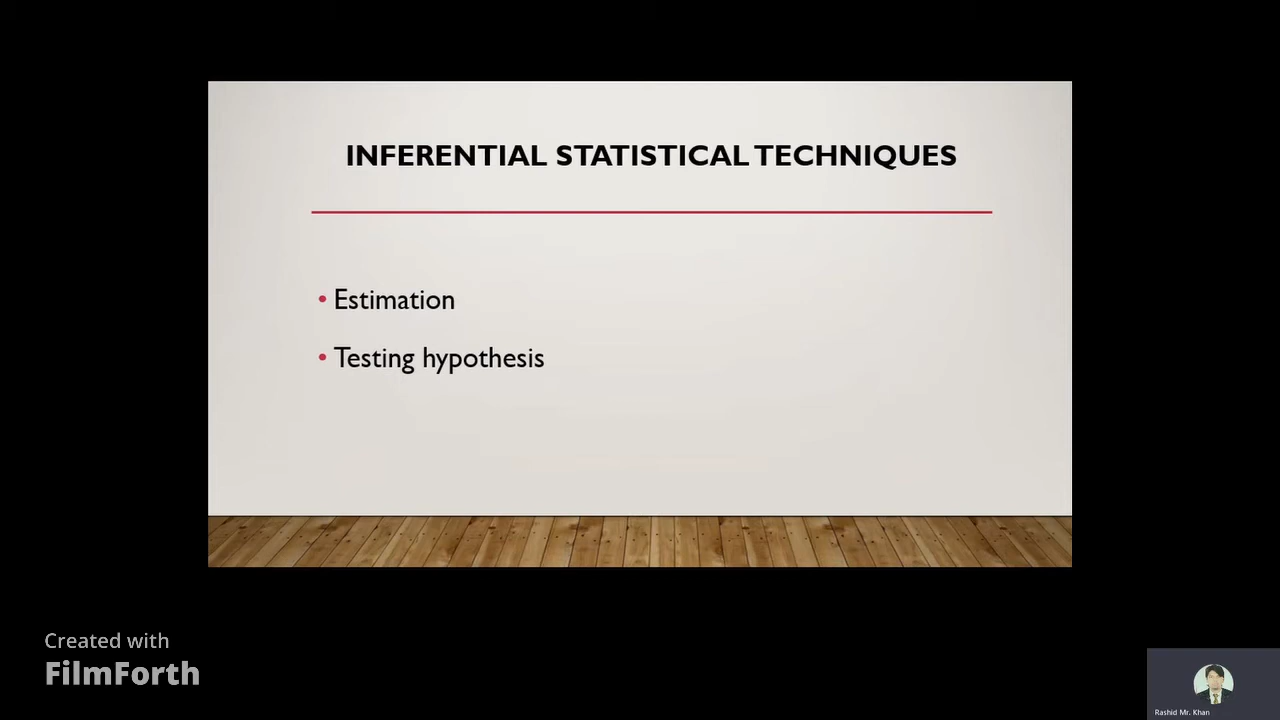 INFERENTIAL STATISTICAL TECHNIQUES
• Estimation
• Testing hypothesis
Created with
FilmForth
Rashid Mr. Khan